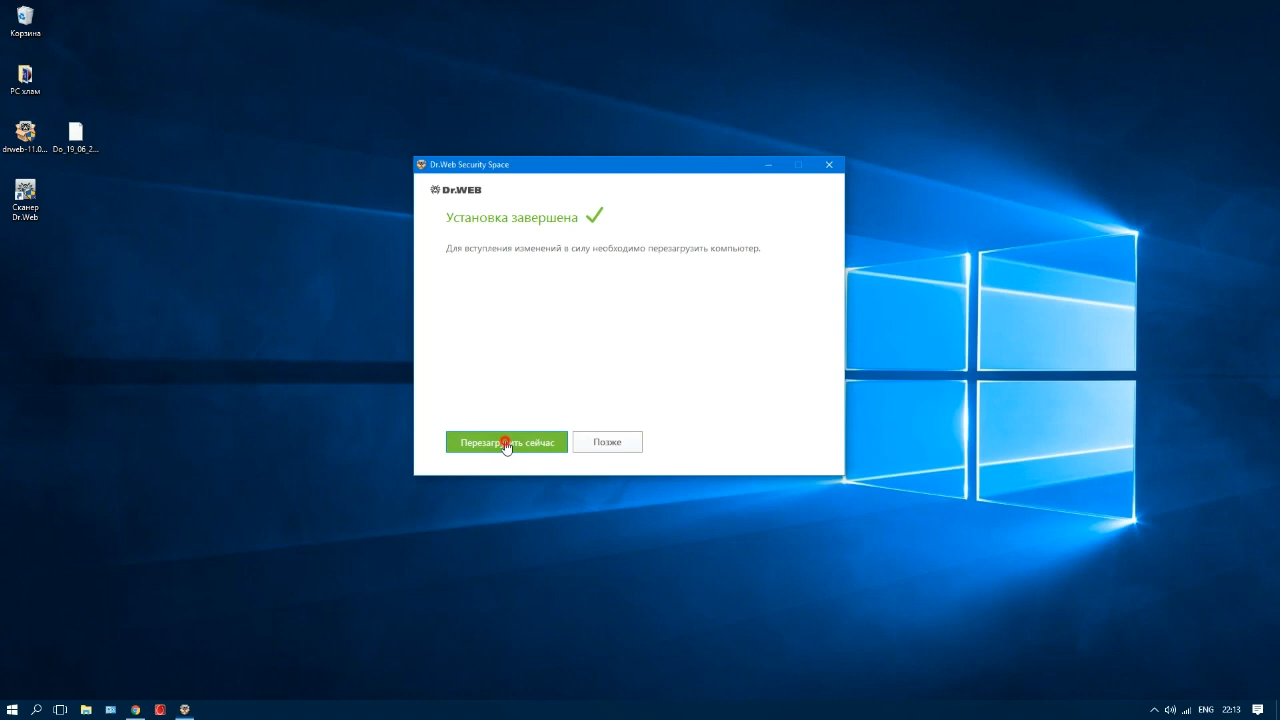 Корзина
PC хлам
drweb-11.0...
Do_19_06_2...
Сканер
Dr.Web
Dr.Web Security Space
Dr.WEB
Установка завершена
Для вступления изменений в силу необходимо перезагрузить компьютер.
Перезагрузить сейчас
Позже
ENG
22:13